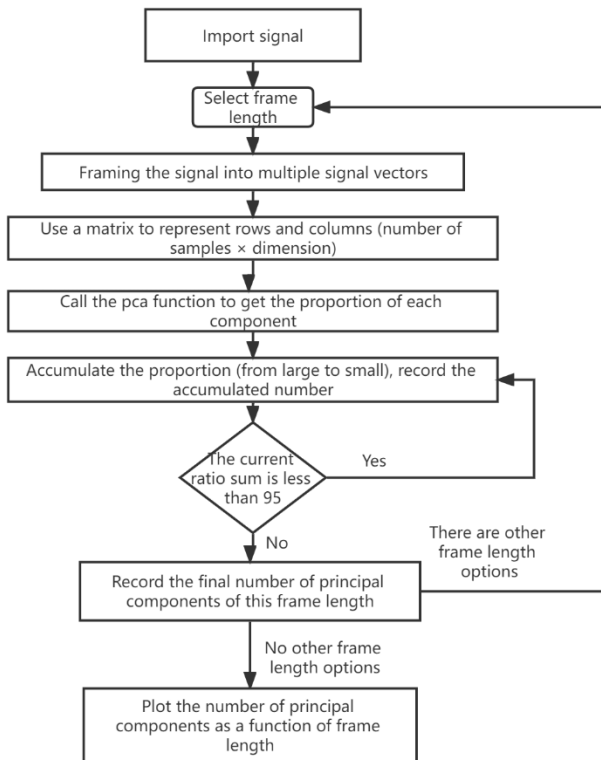 Import signal
Select frame
length
Framing the signal into multiple signal vectors
Use a matrix to represent rows and columns (number of
samples × dimension)
Call the pca function to get the proportion of each
component
Accumulate the proportion (from large to small), record the
accumulated number
The current
ratio sum is less
than 95
Yes
No
There are other
frame length
options
Record the final number of principal
components of this frame length
No other frame
length options
Plot the number of principal
components as a function of frame
length